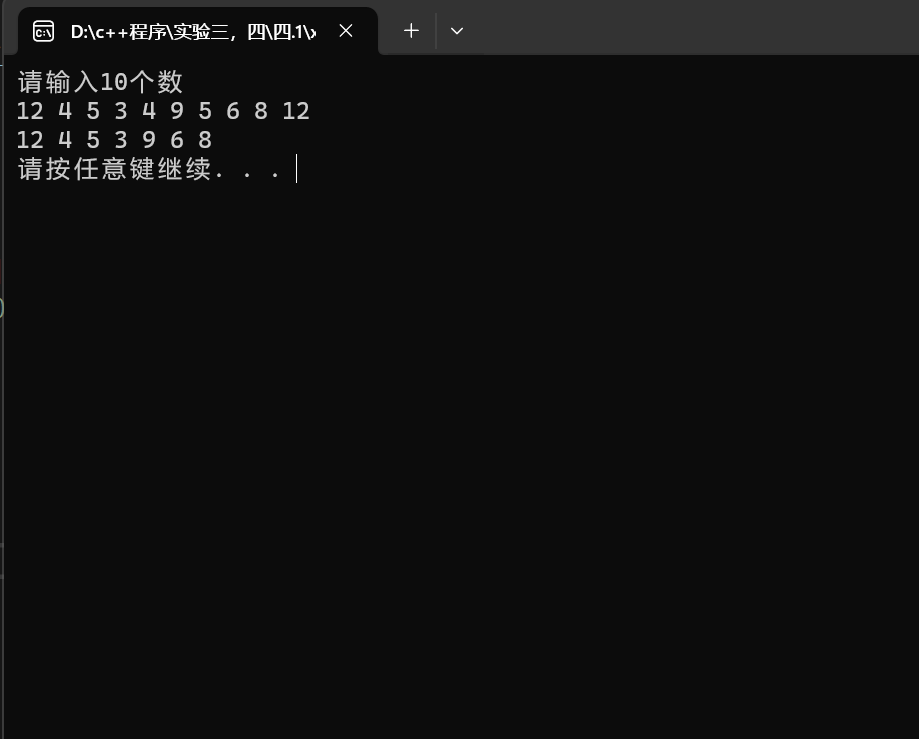 D:\c++程序\实验三，四\四.1\x
请输入10个数
12 4 5 3 4 9 5 6 8 12
12 4 5 3 9 6 8
请按任意键继续. . .